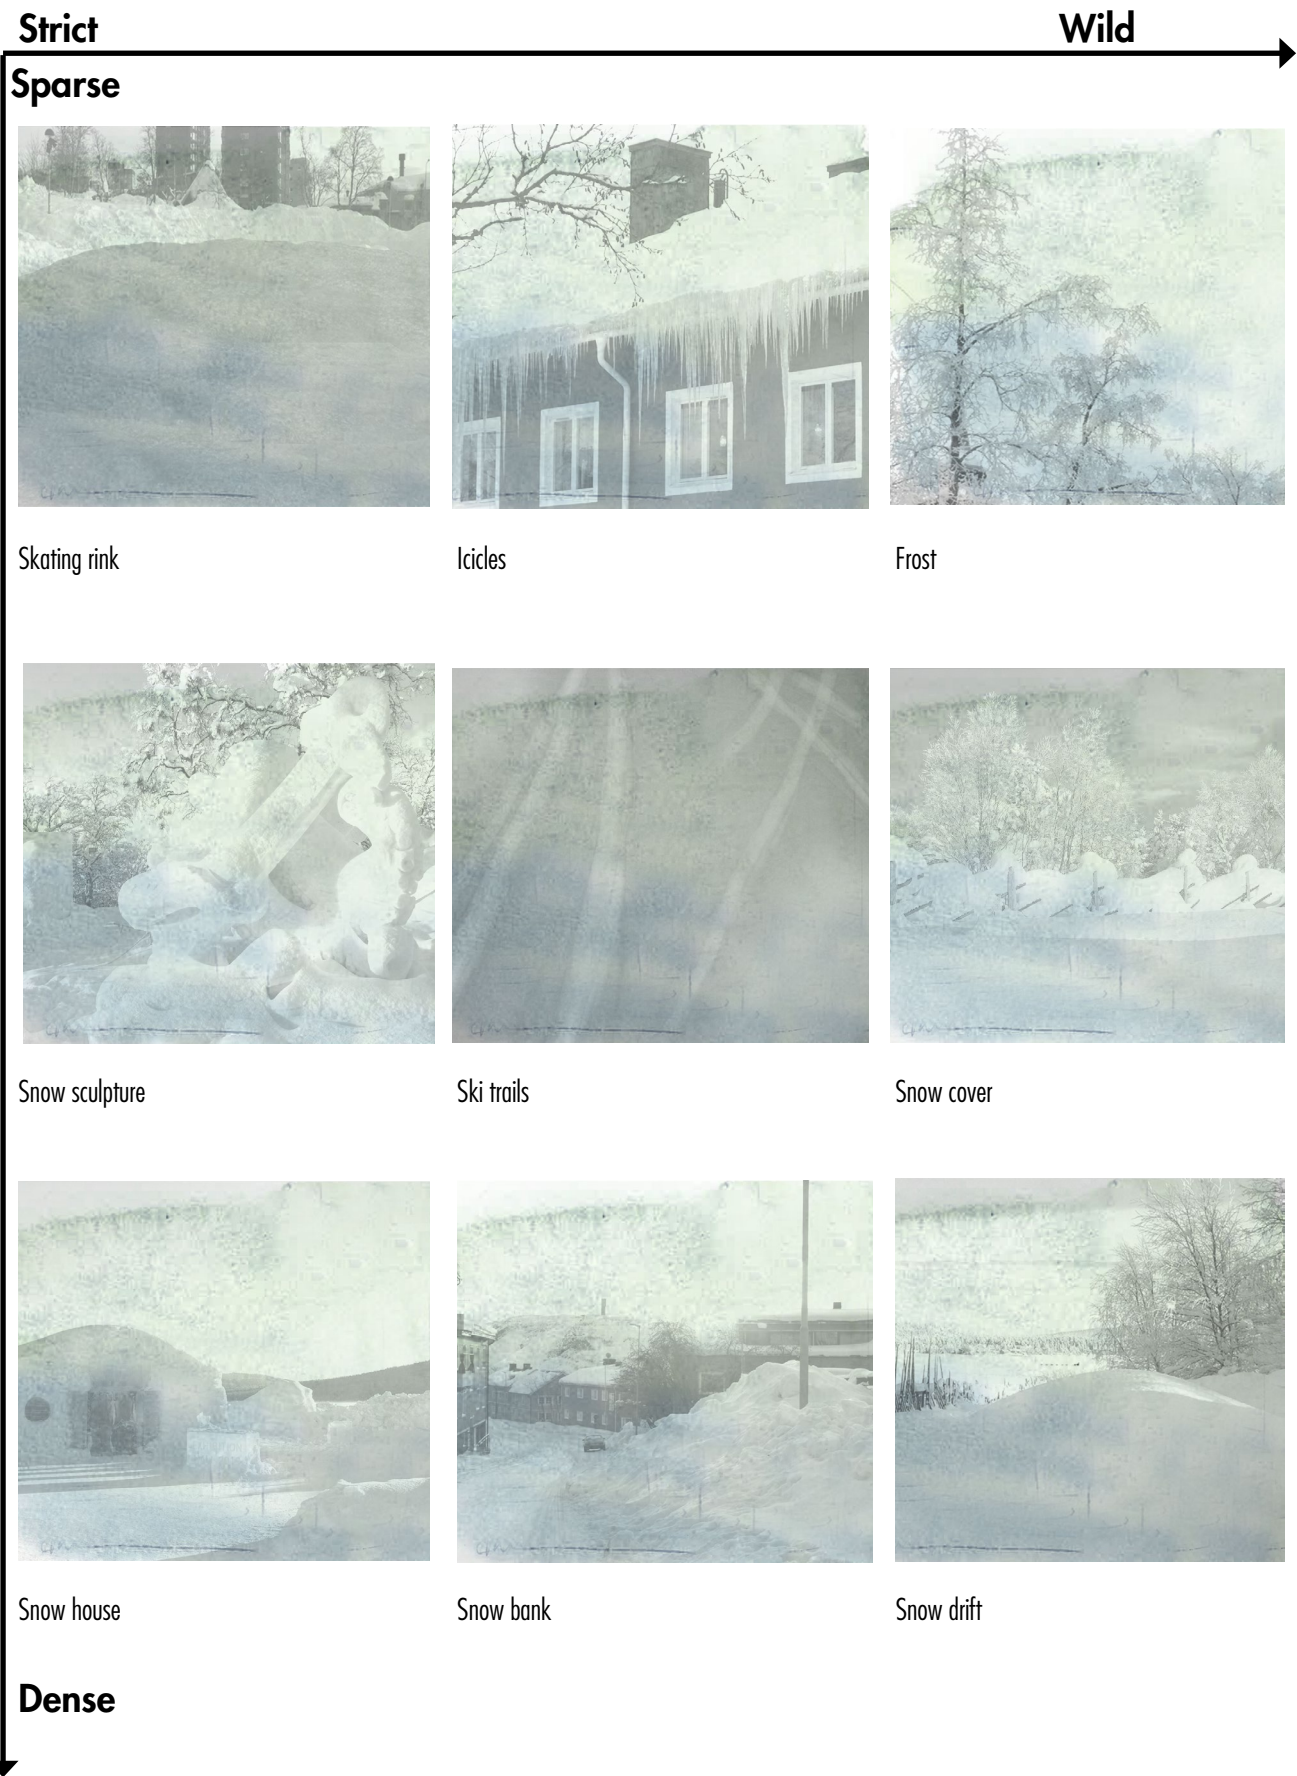 Strict Wild
Sparse
Skating rink Icicles Frost
Snow sculpture Ski trails Snow cover
Snow house Snow bank Snow drift
Dense